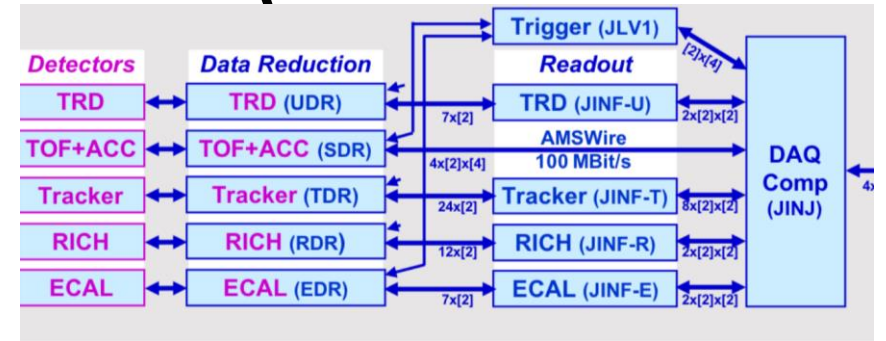 Trigger (JLV1)
[2]x[4]
Detectors
Data Reduction
Readout
TRD
TRD (UDR)
7x[2]
TRD (JINF-U)
2x[2]x[2]
TOF+ACC
TOF+ACC (SDR)
4x[2]x[4]
AMSWire
100 MBit/s
DAQ
Comp
(JINJ)
Tracker
Tracker (TDR)
24x[2]
Tracker (JINF-T)
8x[2]x[2]
4x
RICH
RICH (RDR)
12x[2]
RICH (JINF-R)
2x[2]x[2]
ECAL
ECAL (EDR)
7x[2]
ECAL (JINF-E)
2x[2]x[2]